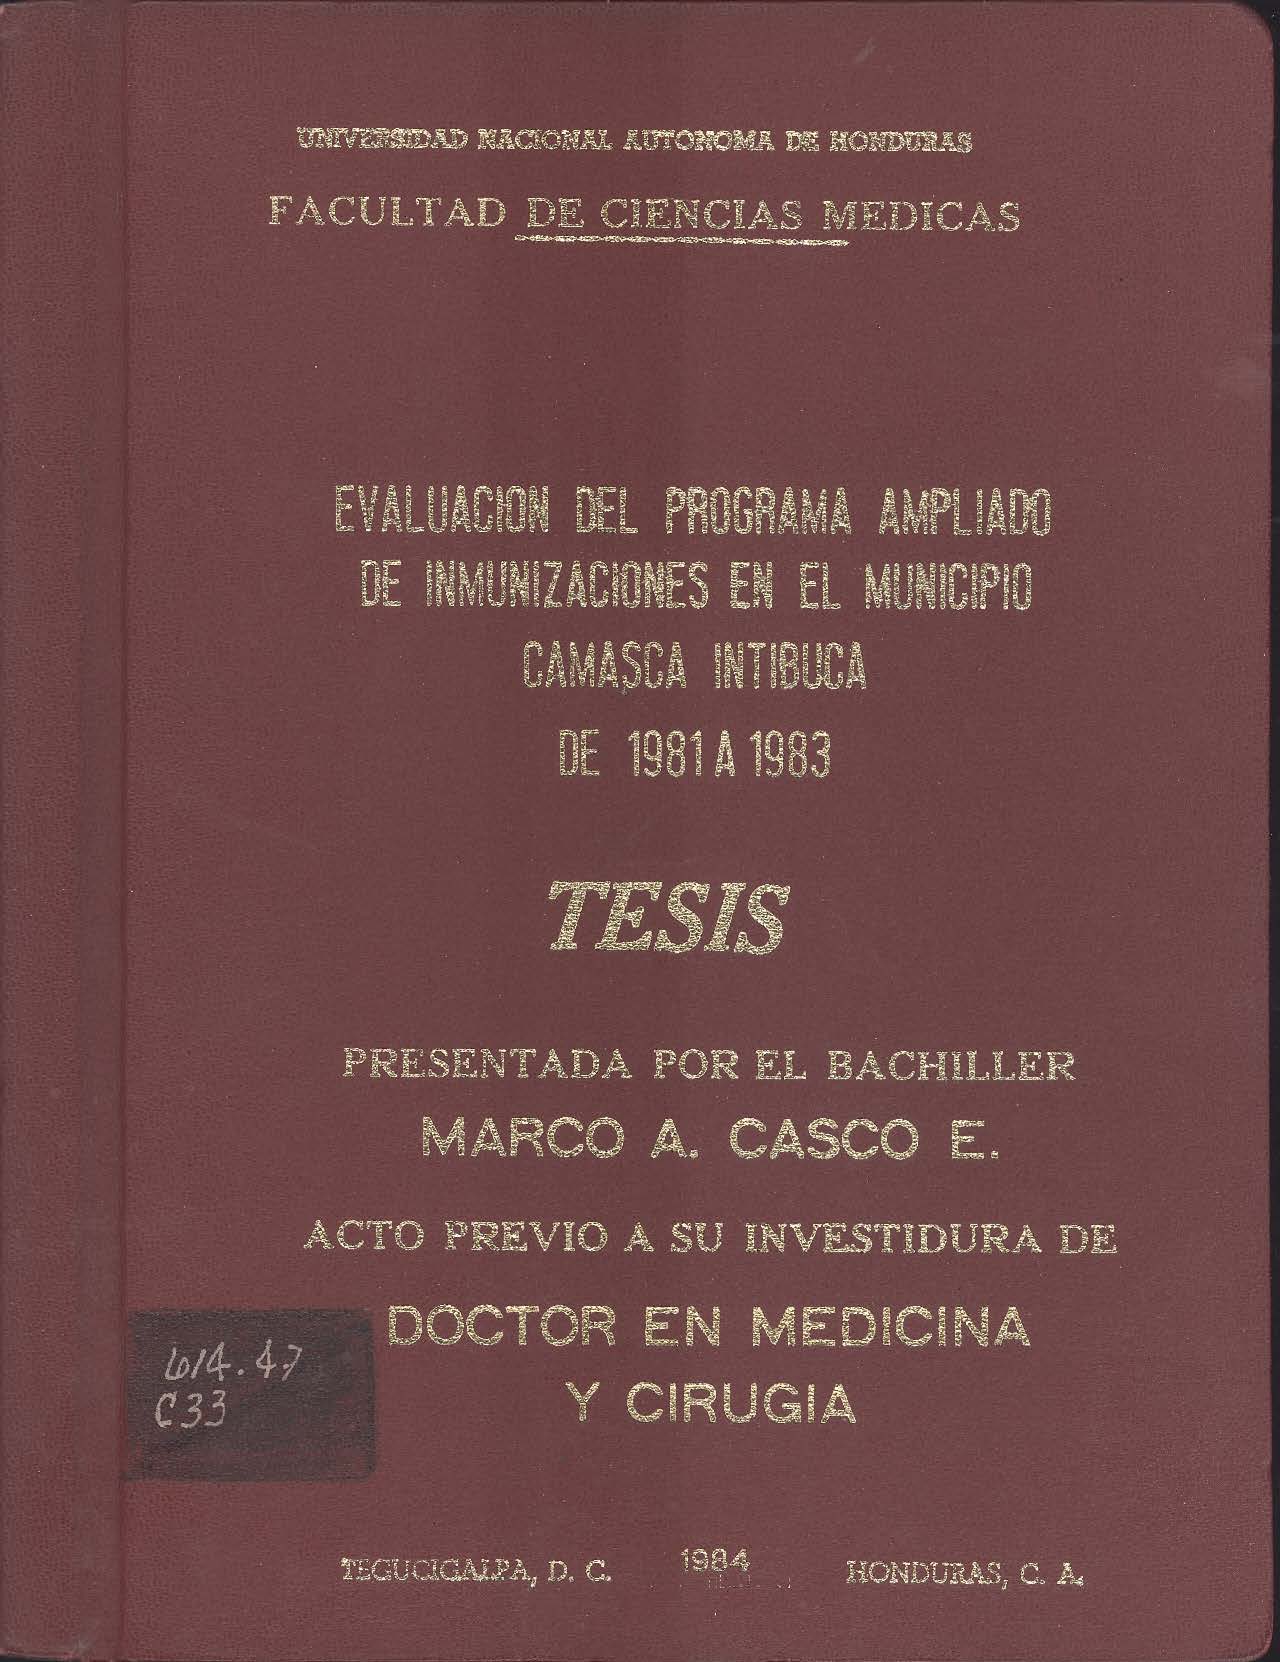 UNIVERSIDAD NACIONAL AUTONOMA DE HONDURAS
FACULTAD DE CIENCIAS MEDICAS
EVALUACION DEL PROGRAMA AMPLIADO
DE INMUNIZACIONES EN EL MUNICIPIO
CAMASCA INTIBUCA
DE 1981 A 1983
TESIS
PRESENTADA POR EL BACHILLER
MARCO A. CASCO E.
ACTO PREVIO A SU INVESTIDURA DE
DOCTOR EN MEDICINA
Y CIRUGIA
614.47
C33
TEGUCIGALPA, D. C. 1984 HONDURAS, C. A.